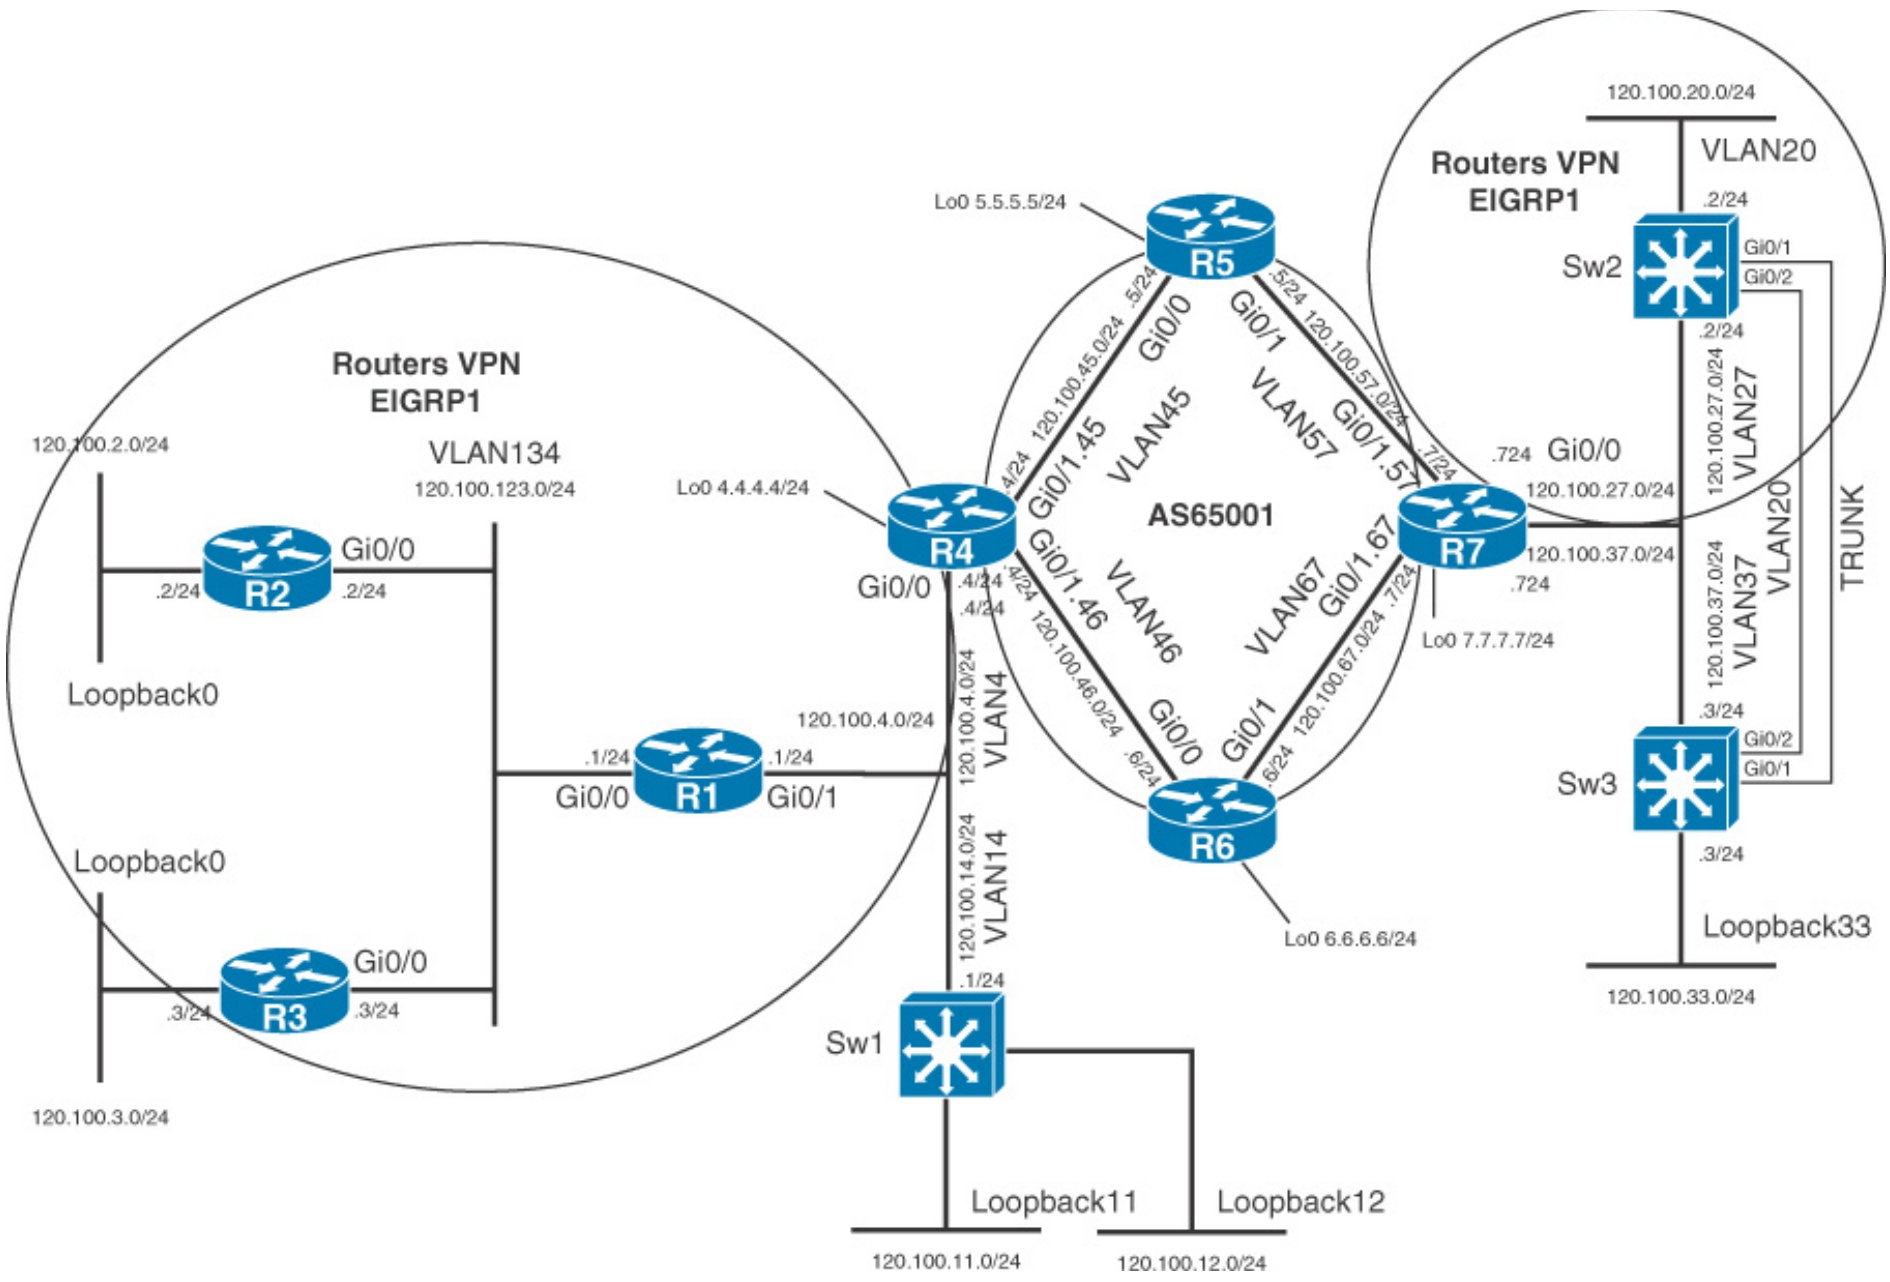 120.100.20.0/24
VLAN20
Routers VPN
EIGRP1
.2/24
Gi0/1
Gi0/2
Sw2
.2/24
120.100.27.0/24
VLAN27
Lo0 5.5.5.5/24
R5
.5/24
Gi0/0
120.100.45.0/24
.4/24
Gi0/1.45
VLAN45
.5/24
Gi0/1
120.100.57.0/24
VLAN57
Gi0/1.57
.7/24
Routers VPN
EIGRP1
120.100.2.0/24
VLAN134
120.100.123.0/24
Lo0 4.4.4.4/24
R4
Gi0/0
.4/24
.4/24
AS65001
.724
Gi0/0
120.100.27.0/24
R7
120.100.37.0/24
.724
Lo0 7.7.7.7/24
VLAN20
TRUNK
R2
Gi0/0
.2/24
.2/24
Loopback0
.4/24
Gi0/1.46
VLAN46
120.100.46.0/24
Gi0/0
.6/24
Gi0/1.67
.7/24
VLAN67
120.100.67.0/24
Gi0/1
.6/24
R6
Lo0 6.6.6.6/24
120.100.37.0/24
VLAN37
.3/24
Gi0/2
Gi0/1
Sw3
.3/24
Loopback33
120.100.33.0/24
120.100.4.0/24
120.100.4.0/24
VLAN4
.1/24
Gi0/0
R1
.1/24
Gi0/1
120.100.14.0/24
VLAN14
.1/24
Loopback0
R3
Gi0/0
.3/24
.3/24
120.100.3.0/24
Sw1
Loopback11
120.100.11.0/24
Loopback12
120.100.12.0/24